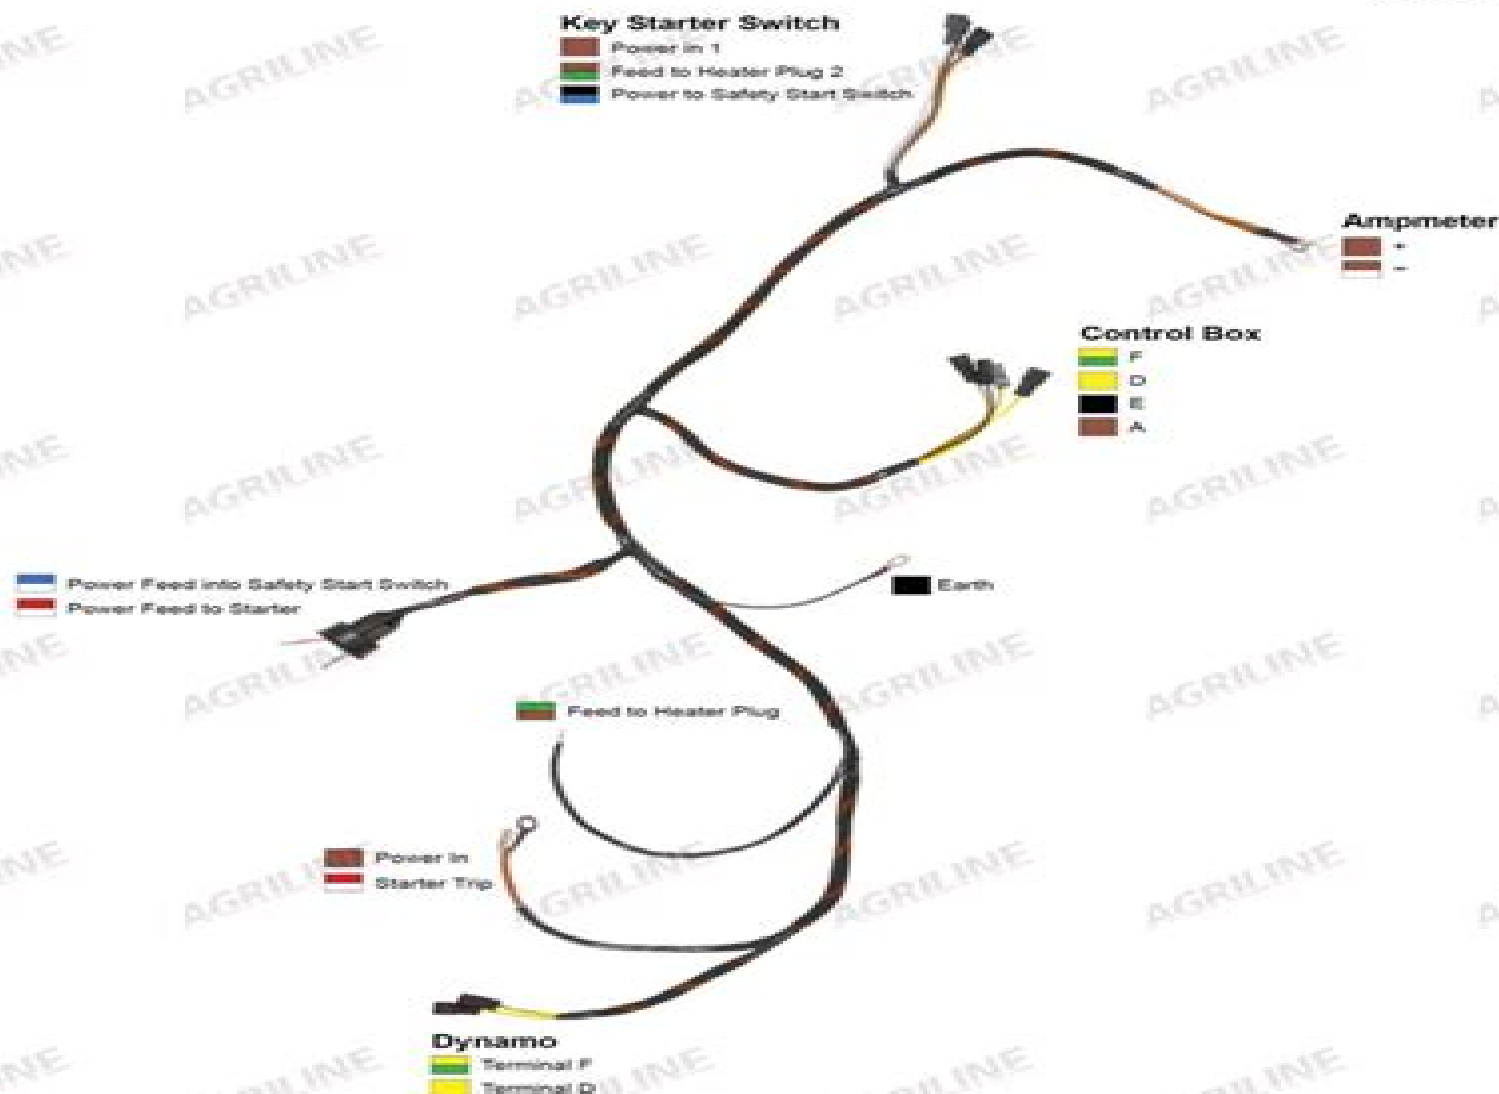 Key Starter Switch
Power in 1
Feed to Heater Plug 2
Power to Safety Start Switch
Ampmeter
+
-
Control Box
F
D
E
A
Power Feed into Safety Start Switch
Power Feed to Starter
Earth
Feed to Heater Plug
Power In
Starter Trip
Dynamo
Terminal F
Terminal D
AGRILINE